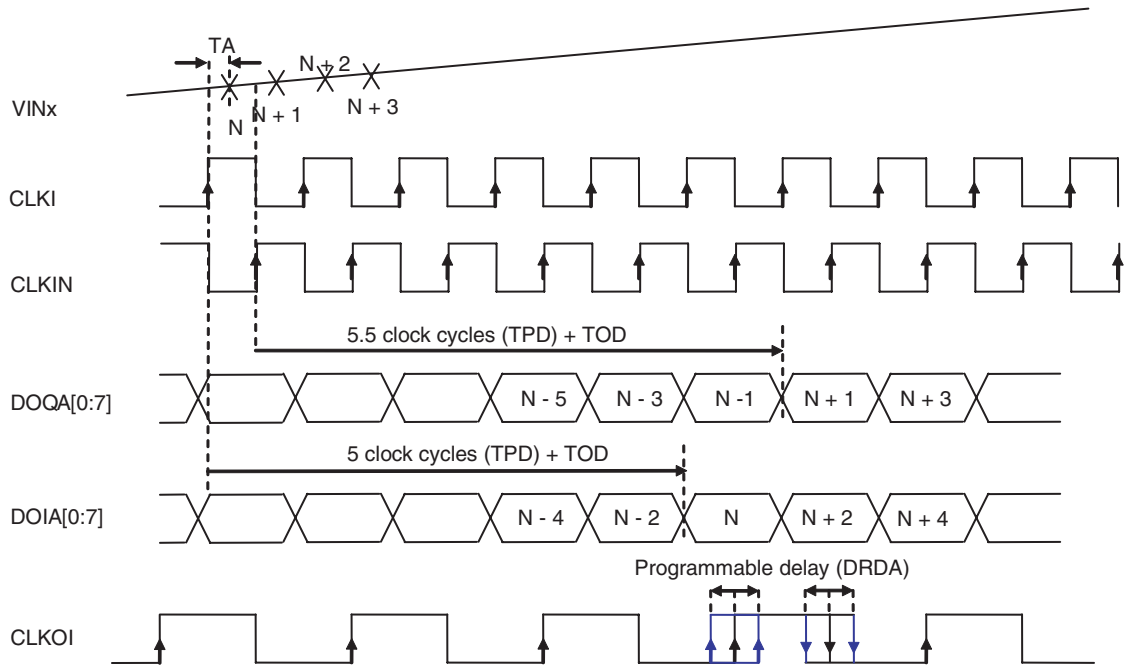 TA
N + 2
VINx
N
N + 1
N + 3
CLKI
CLKIN
5.5 clock cycles (TPD) + TOD
DOQA[0:7]
N - 5
N - 3
N -1
N + 1
N + 3
5 clock cycles (TPD) + TOD
DOIA[0:7]
N - 4
N - 2
N
N + 2
N + 4
Programmable delay (DRDA)
CLKOI